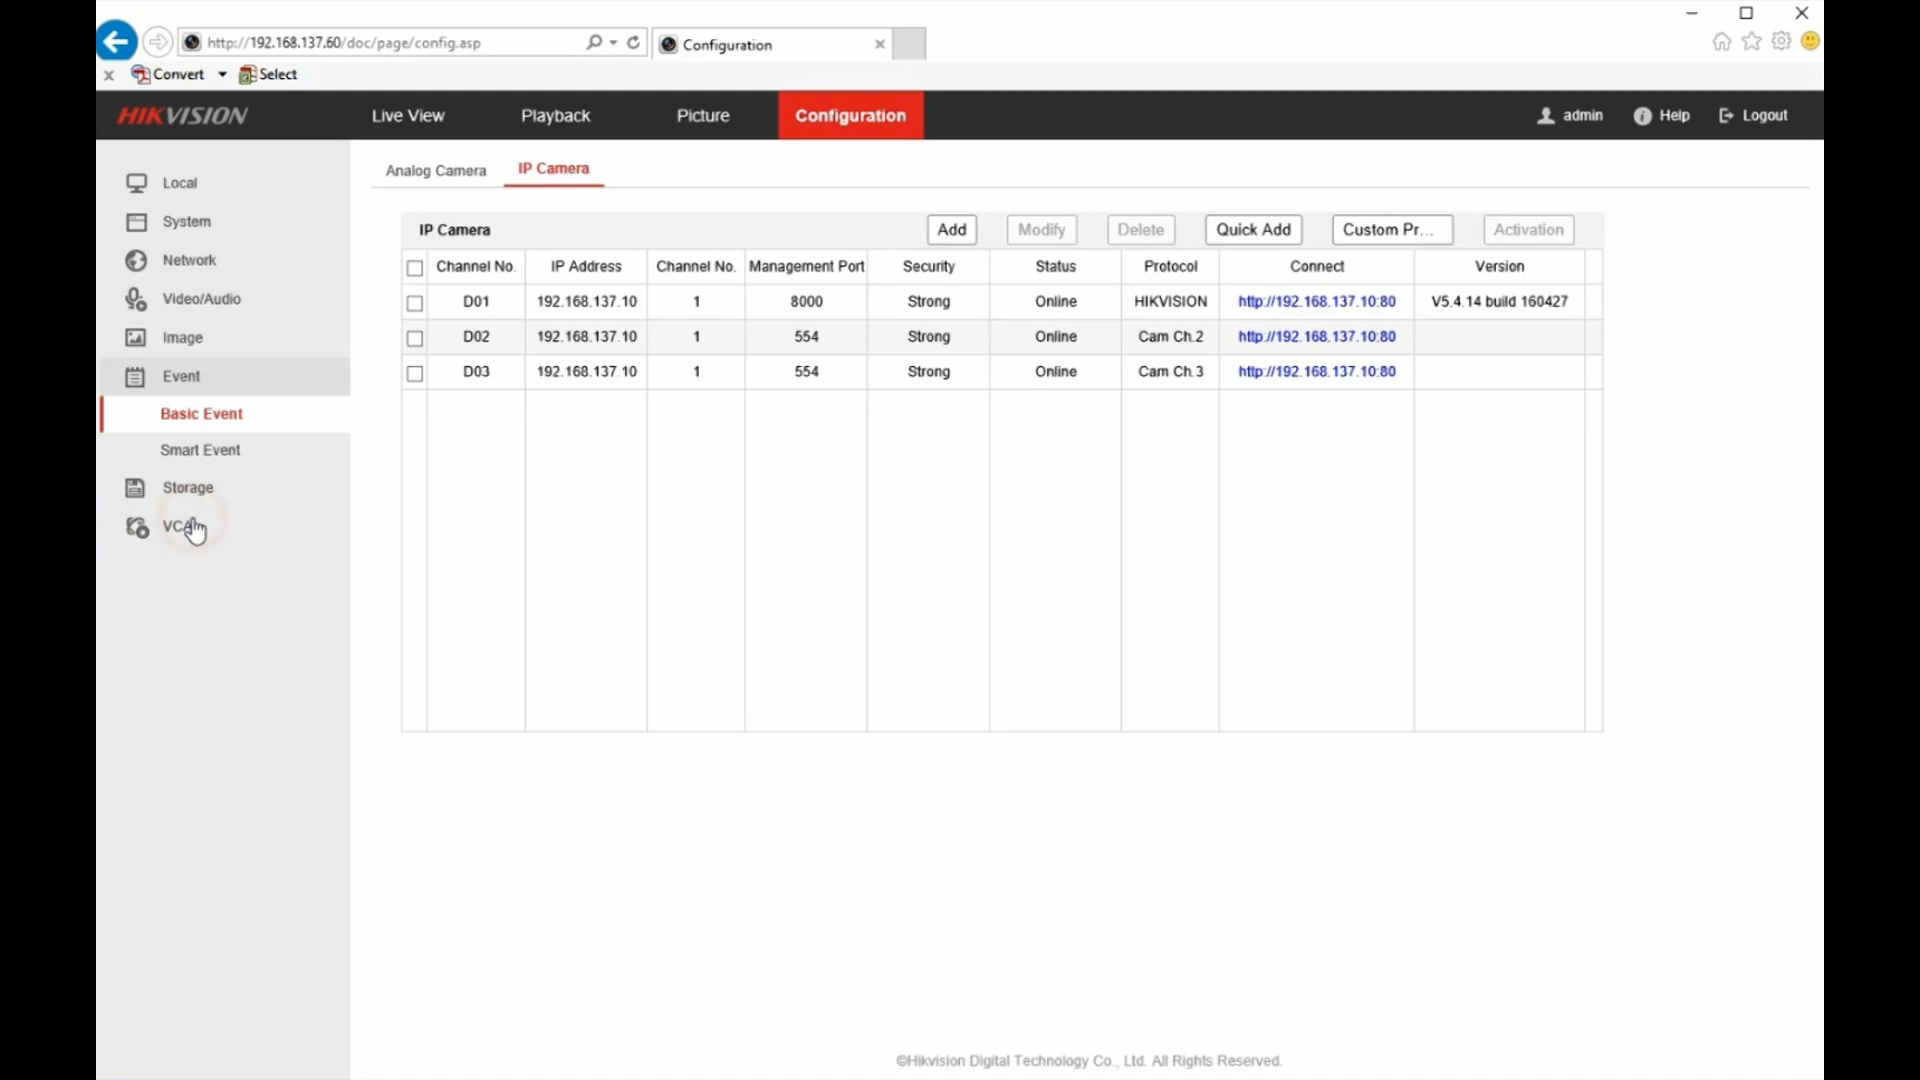 http://192.168.137.60/doc/page/config.asp
Configuration
Convert
Select
HIKVISION
Live View
Playback
Picture
Configuration
admin
Help
Logout
Local
System
Network
Video/Audio
Image
Event
Basic Event
Smart Event
Storage
VCA
Analog Camera
IP Camera
IP Camera
Add
Modify
Delete
Quick Add
Custom Pr...
Activation
Channel No. IP Address Channel No. Management Port Security Status Protocol Connect Version
D01 192.168.137.10 1 8000 Strong Online HIKVISION http://192.168.137.10:80 V5.4.14 build 160427
D02 192.168.137.10 1 554 Strong Online Cam Ch.2 http://192.168.137.10:80
D03 192.168.137.10 1 554 Strong Online Cam Ch.3 http://192.168.137.10:80
©Hikvision Digital Technology Co., Ltd. All Rights Reserved.